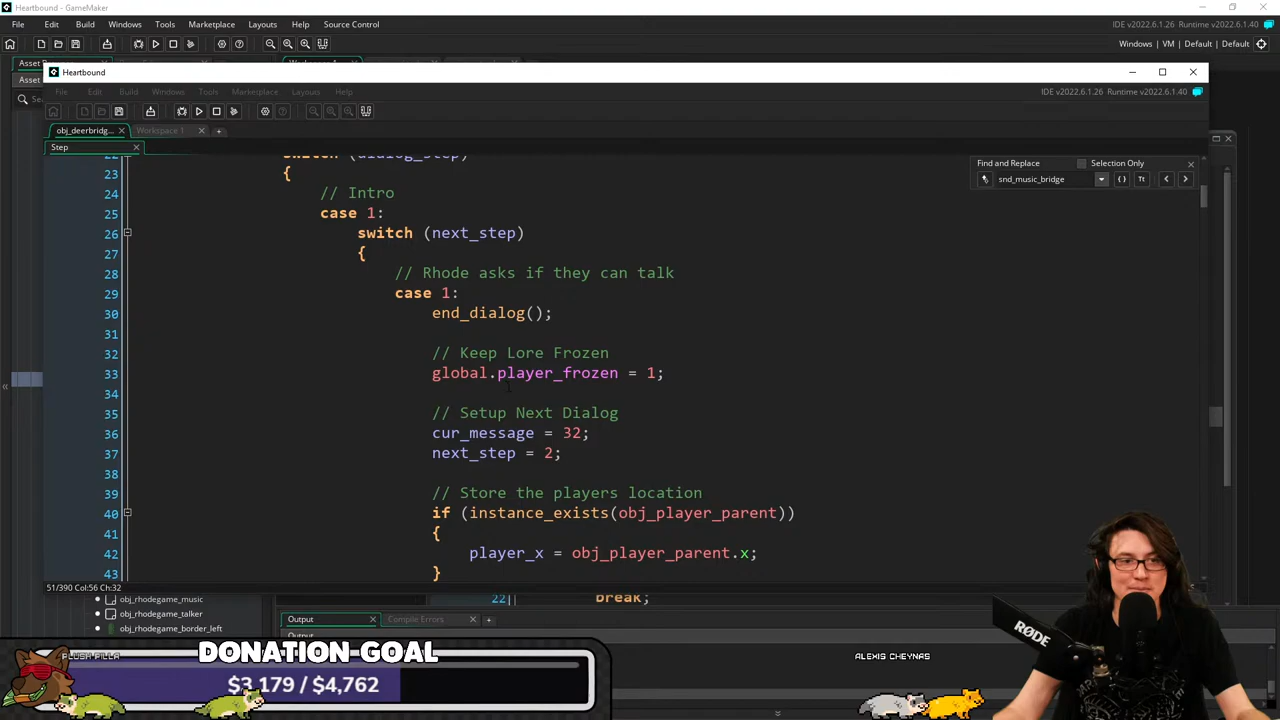 Heartbound - GameMaker
File Edit Build Windows Tools Marketplace Layouts Help Source Control
IDE v2022.6.1.26 Runtime v2022.6.1.40
Windows | VM | Default | Default
Heartbound
File Edit Build Windows Tools Marketplace Layouts Help
IDE v2022.6.1.26 Runtime v2022.6.1.40
Asset
obj_deerbridg...
Workspace 1
Step
Find and Replace
Selection Only
snd_music_bridge
22 switch (dialog_step)
23 {
24 // Intro
25 case 1:
26 switch (next_step)
27 {
28 // Rhode asks if they can talk
29 case 1:
30 end_dialog();
31
32 // Keep Lore Frozen
33 global.player_frozen = 1;
34
35 // Setup Next Dialog
36 cur_message = 32;
37 next_step = 2;
38
39 // Store the players location
40 if (instance_exists(obj_player_parent))
41 {
42 player_x = obj_player_parent.x;
43 }
51/390 Col:56 Ch:32
obj_rhodegame_music
obj_rhodegame_talker
obj_rhodegame_border_left
22 break;
Output
Compile Errors
Output
DONATION GOAL
$3,179 / $4,762
ALEXIS CHEYNAS
RØDE